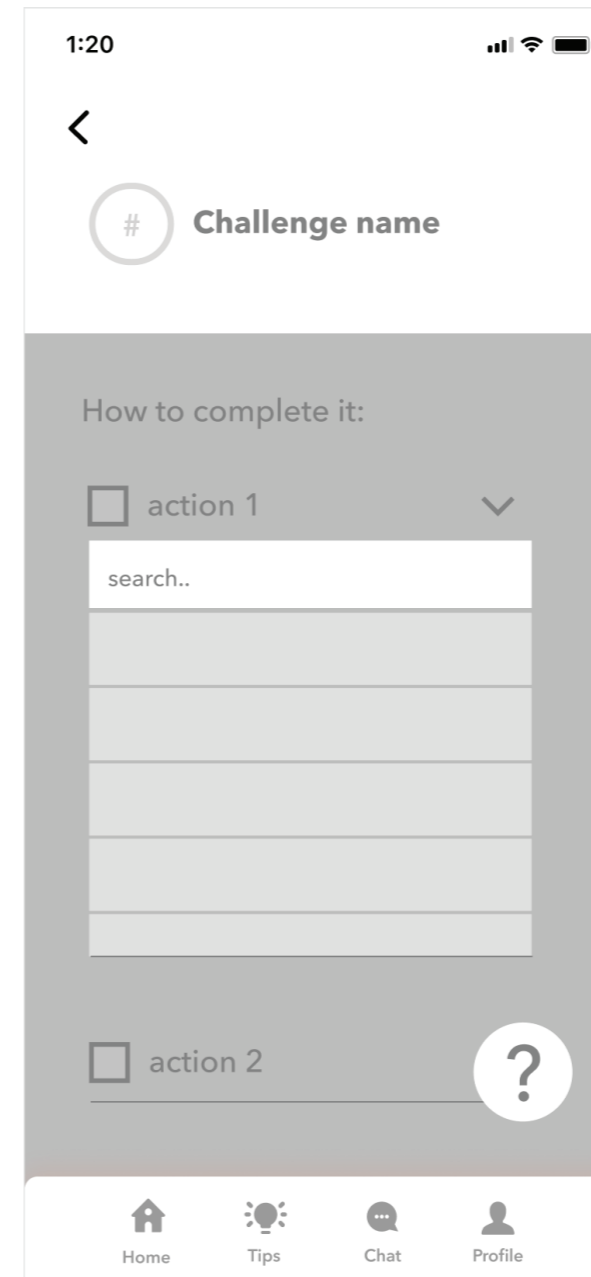 1:20
# Challenge name
How to complete it:
action 1
search..
action 2
?
Home Tips Chat Profile